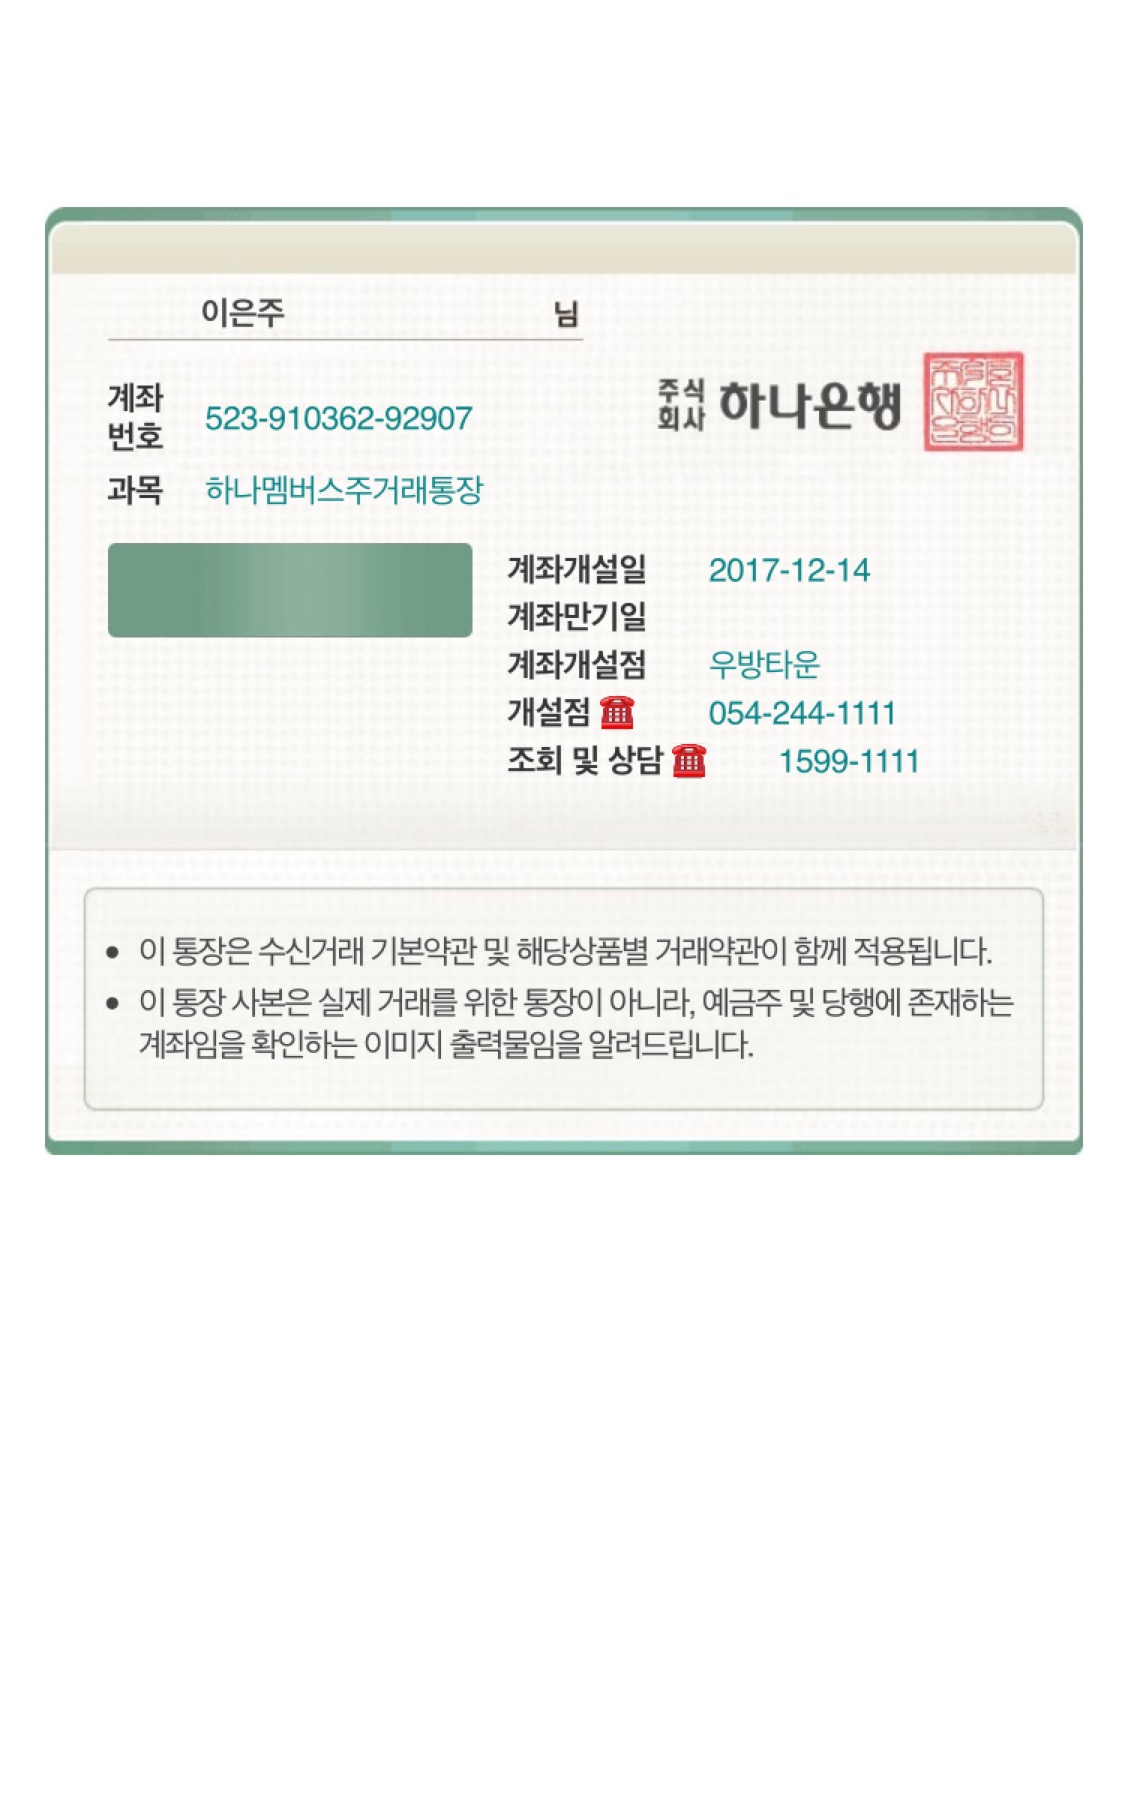 이은주 님
계좌번호 523-910362-92907
주식회사 하나은행
과목 하나멤버스주거래통장
계좌개설일 2017-12-14
계좌만기일
계좌개설점 우방타운
개설점 ☎ 054-244-1111
조회 및 상담 ☎ 1599-1111
• 이 통장은 수신거래 기본약관 및 해당상품별 거래약관이 함께 적용됩니다.
• 이 통장 사본은 실제 거래를 위한 통장이 아니라, 예금주 및 당행에 존재하는
계좌임을 확인하는 이미지 출력물임을 알려드립니다.